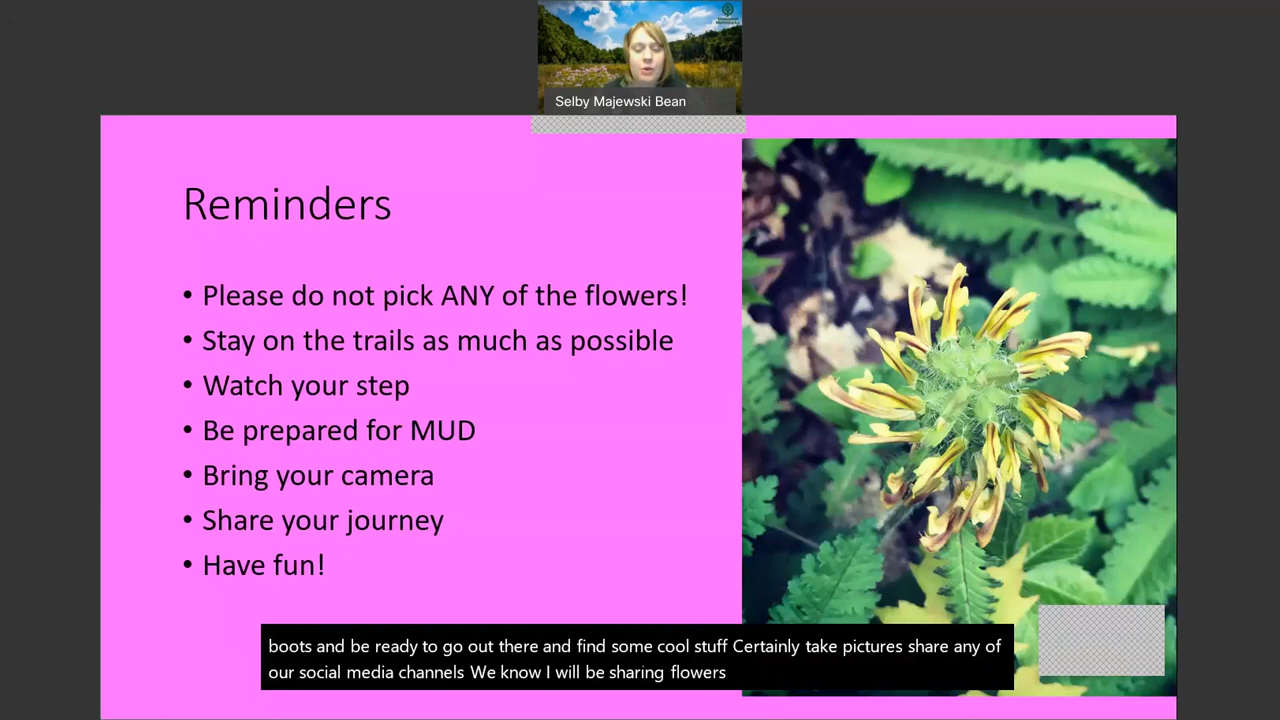 Selby Majewski Bean
Reminders
• Please do not pick ANY of the flowers!
• Stay on the trails as much as possible
• Watch your step
• Be prepared for MUD
• Bring your camera
• Share your journey
• Have fun!
boots and be ready to go out there and find some cool stuff Certainly take pictures share any of
our social media channels We know I will be sharing flowers